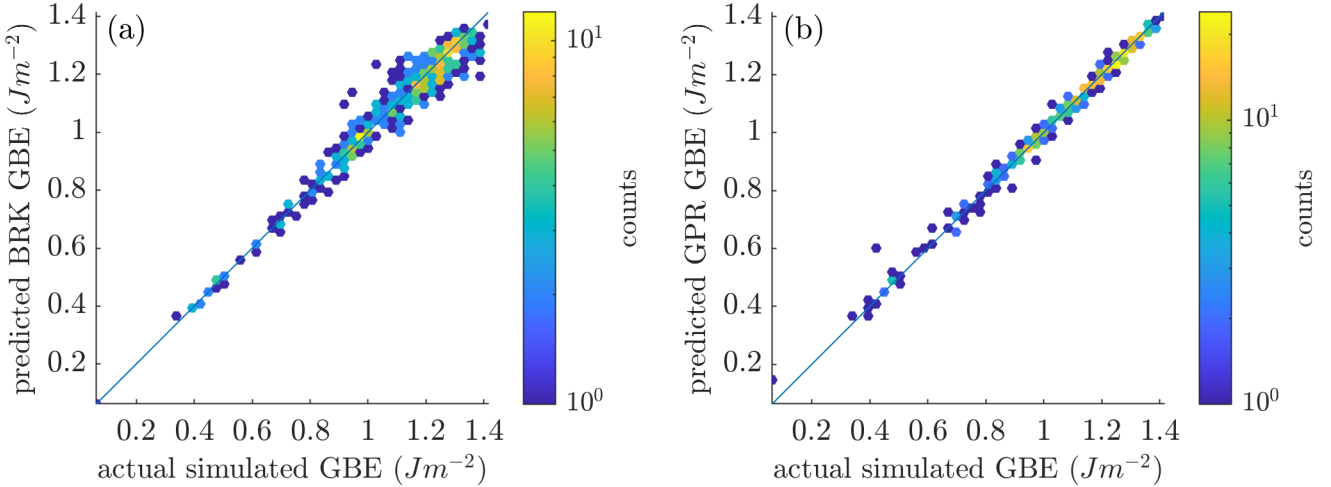 (a)
predicted BRK GBE (Jm⁻²)
1.4
1.2
1
0.8
0.6
0.4
0.2
0.2 0.4 0.6 0.8 1 1.2 1.4
actual simulated GBE (Jm⁻²)
10¹
10⁰
counts
(b)
predicted GPR GBE (Jm⁻²)
1.4
1.2
1
0.8
0.6
0.4
0.2
0.2 0.4 0.6 0.8 1 1.2 1.4
actual simulated GBE (Jm⁻²)
10¹
10⁰
counts